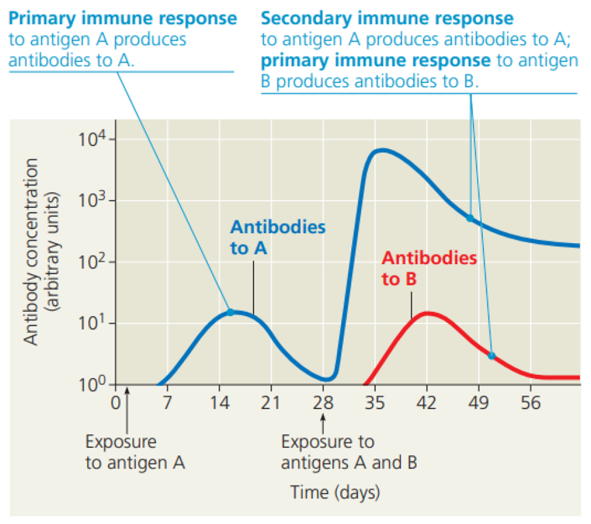 Primary immune response
to antigen A produces
antibodies to A.
Secondary immune response
to antigen A produces antibodies to A;
primary immune response to antigen
B produces antibodies to B.
Antibody concentration
(arbitrary units)
10⁴
10³
10²
10¹
10⁰
Antibodies
to A
Antibodies
to B
0 7 14 21 28 35 42 49 56
Exposure
to antigen A
Exposure to
antigens A and B
Time (days)